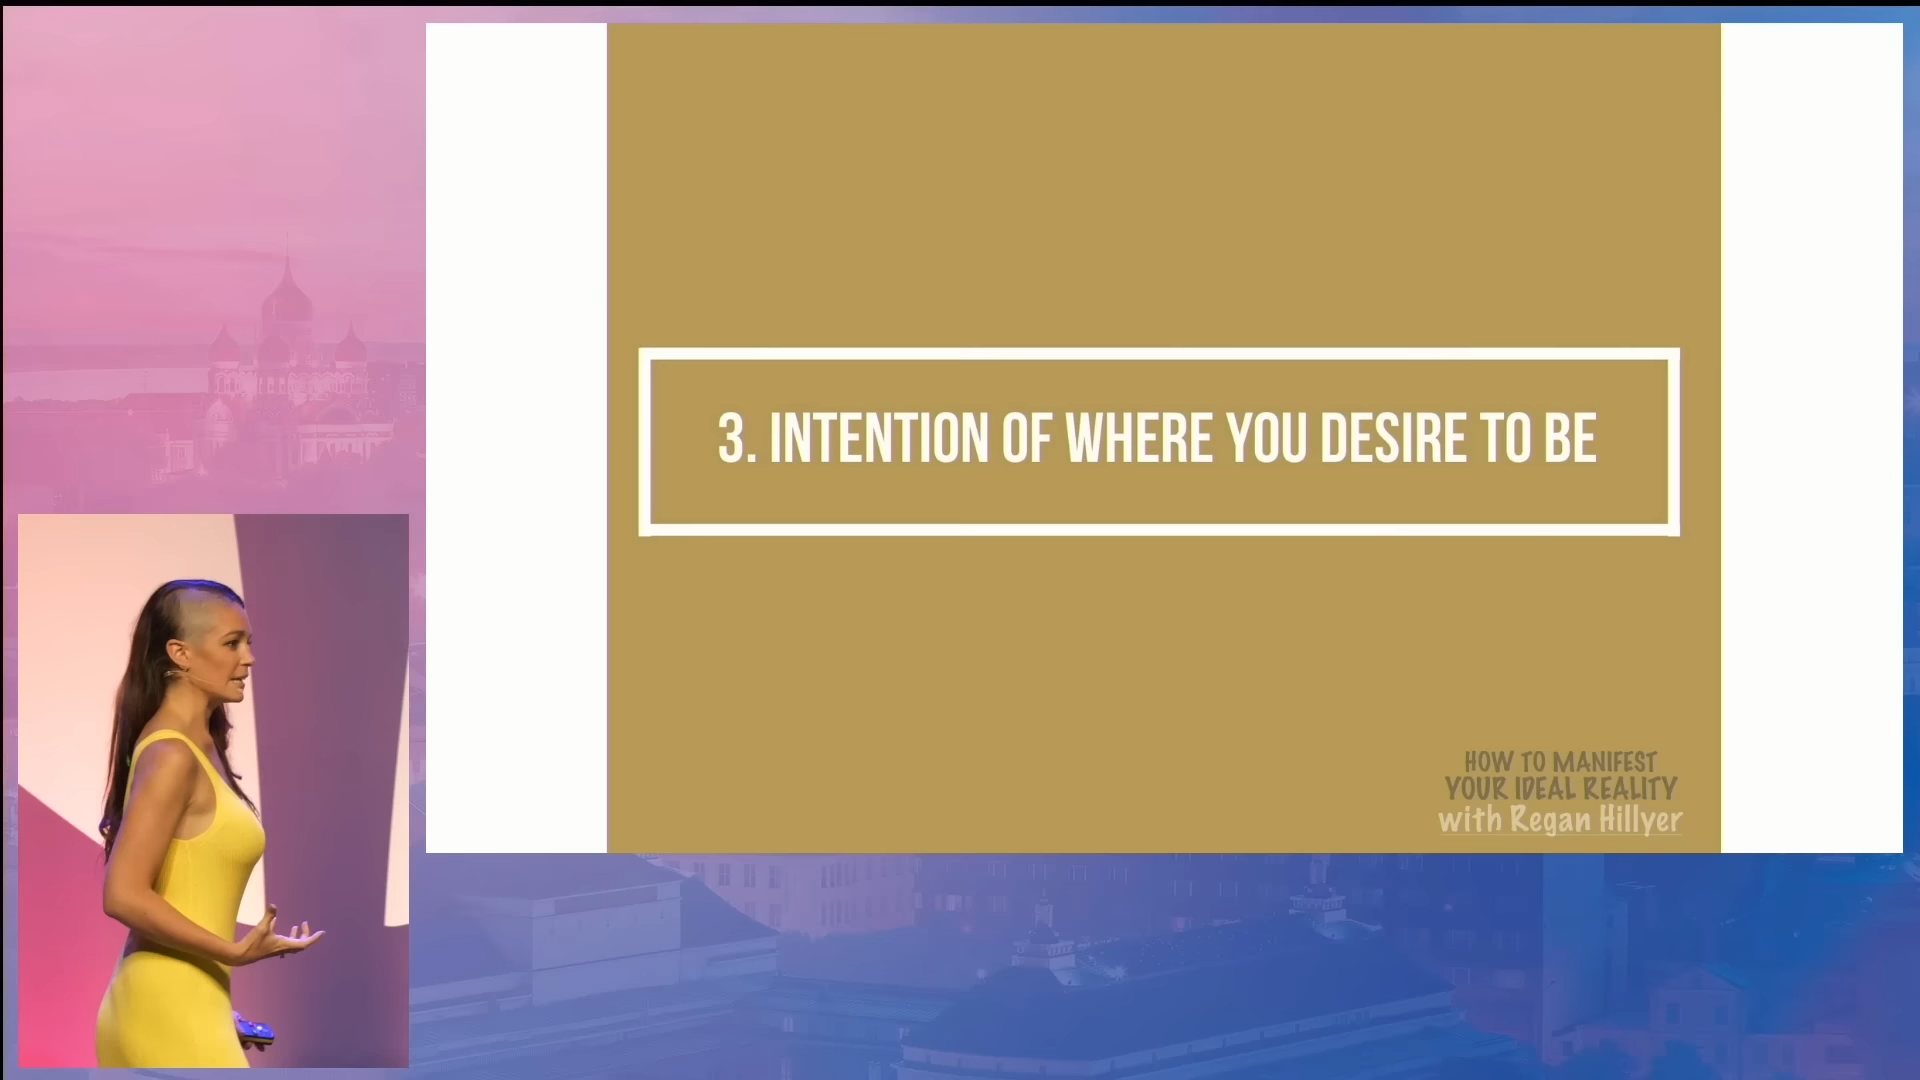 3. INTENTION OF WHERE YOU DESIRE TO BE
HOW TO MANIFEST
YOUR IDEAL REALITY
with Regan Hillyer